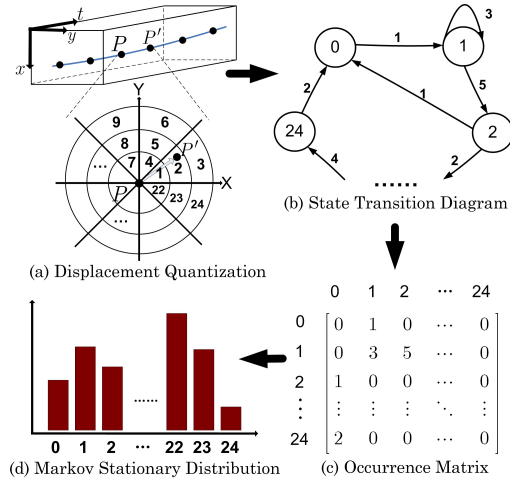 t
y
x
P P′
Y
9 6
8 5
... 7 4 P′
1 2 3
X
P 22 23 24
...
(a) Displacement Quantization
0 1 1 3
2 1 5
24 2
4 ...... 2
(b) State Transition Diagram
0 1 2 ... 24
0 0 1 0 ... 0
1 0 3 5 ... 0
2 1 0 0 ... 0
⋮ ⋮ ⋮ ⋮ ⋱ ⋮
24 2 0 0 ... 0
(c) Occurrence Matrix
......
0 1 2 ... 22 23 24
(d) Markov Stationary Distribution